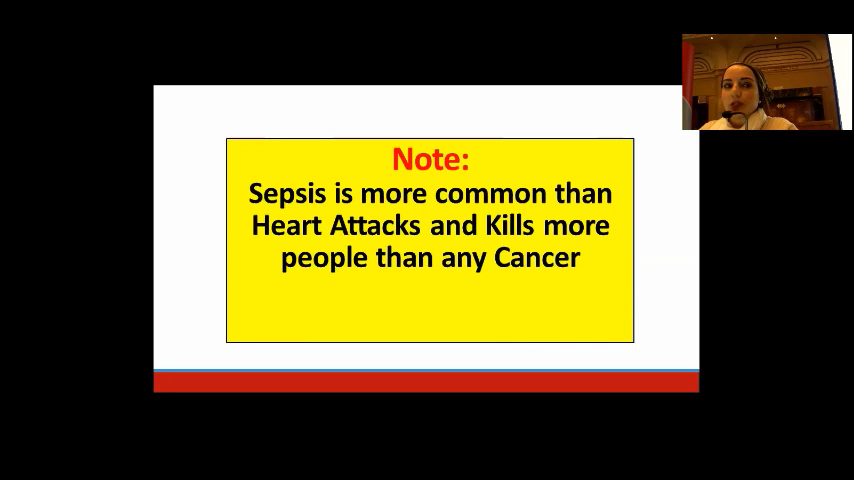 Note:
Sepsis is more common than
Heart Attacks and Kills more
people than any Cancer